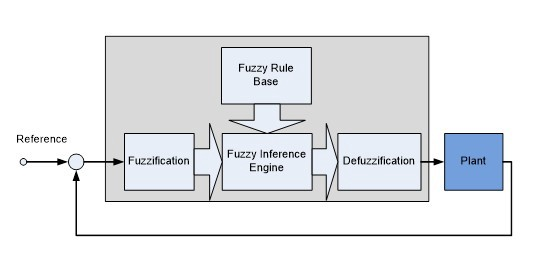 Fuzzy Rule
Base
Reference
Fuzzification
Fuzzy Inference
Engine
Defuzzification
Plant